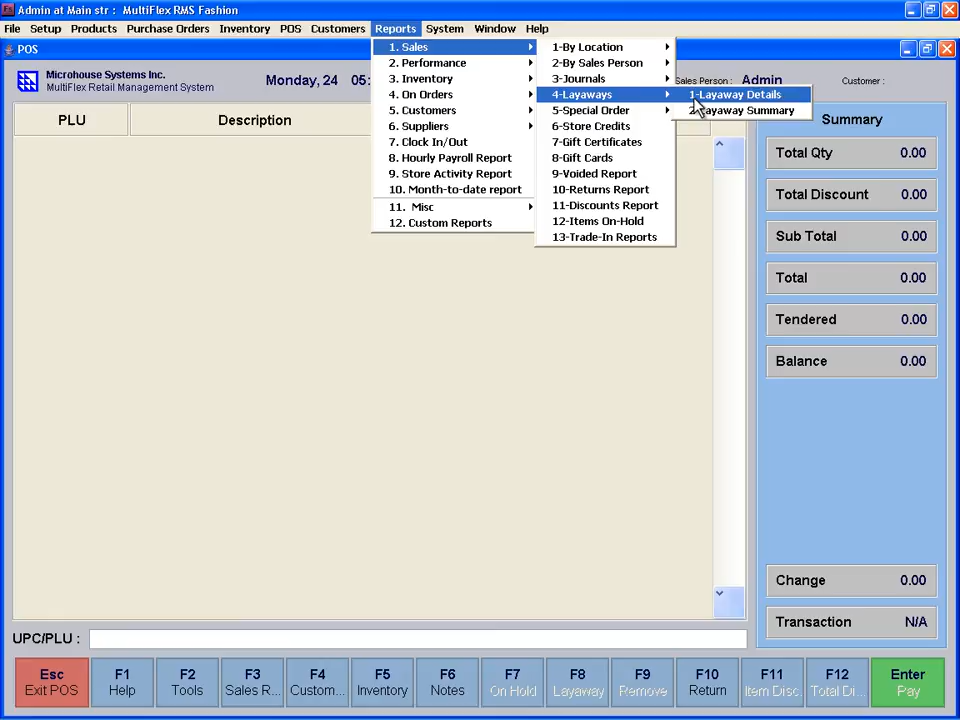 Admin at Main str : MultiFlex RMS Fashion
File Setup Products Purchase Orders Inventory POS Customers Reports System Window Help
POS
Microhouse Systems Inc.
MultiFlex Retail Management System
Monday, 24 05:
Sales Person : Admin
Customer :
1. Sales
2. Performance
3. Inventory
4. On Orders
5. Customers
6. Suppliers
7. Clock In/Out
8. Hourly Payroll Report
9. Store Activity Report
10. Month-to-date report
11. Misc
12. Custom Reports
1-By Location
2-By Sales Person
3-Journals
4-Layaways
5-Special Order
6-Store Credits
7-Gift Certificates
8-Gift Cards
9-Voided Report
10-Returns Report
11-Discounts Report
12-Items On-Hold
13-Trade-In Reports
1-Layaway Details
2-Layaway Summary
PLU Description
Summary
Total Qty 0.00
Total Discount 0.00
Sub Total 0.00
Total 0.00
Tendered 0.00
Balance 0.00
Change 0.00
Transaction N/A
UPC/PLU :
Esc Exit POS
F1 Help
F2 Tools
F3 Sales R...
F4 Custom...
F5 Inventory
F6 Notes
F7 On Hold
F8 Layaway
F9 Remove
F10 Return
F11 Item Disc.
F12 Total Di...
Enter Pay